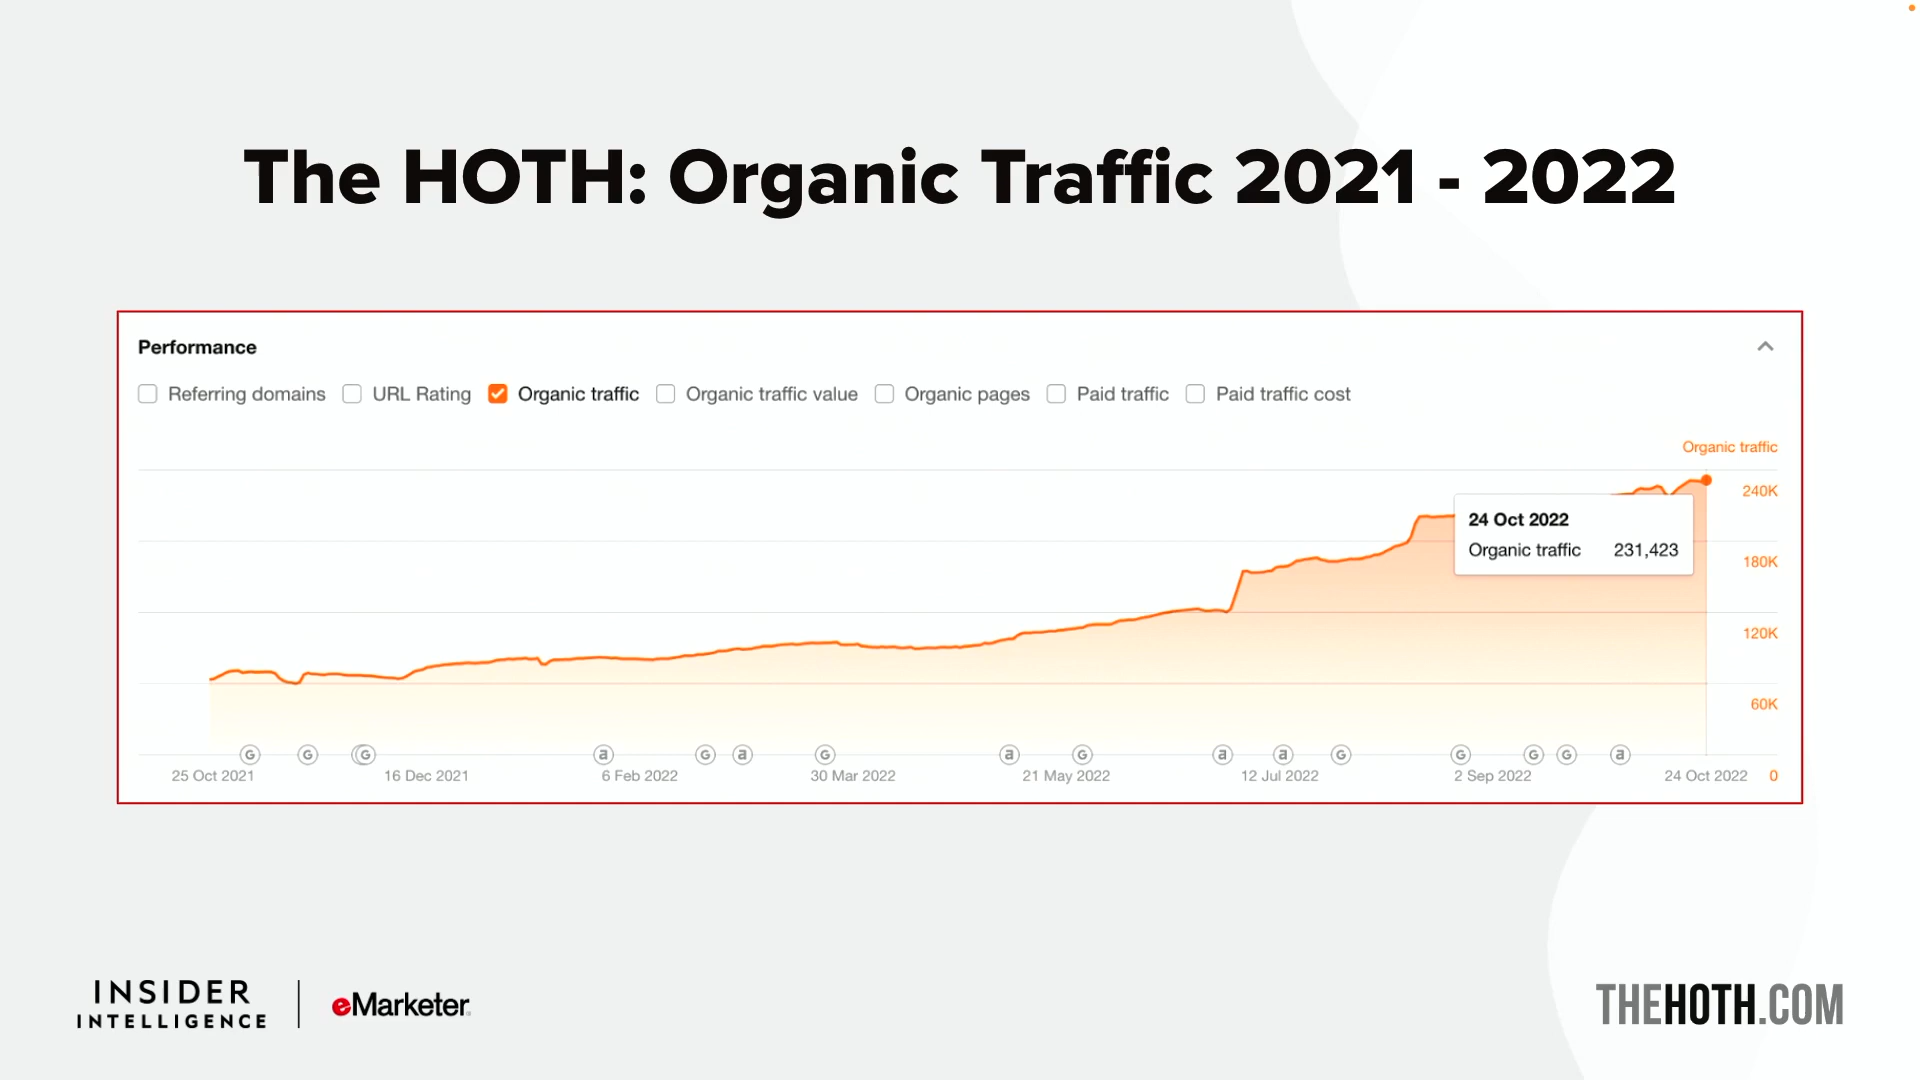 The HOTH: Organic Traffic 2021 - 2022
Performance
Referring domains URL Rating Organic traffic Organic traffic value Organic pages Paid traffic Paid traffic cost
Organic traffic
240K
24 Oct 2022
Organic traffic 231,423
180K
120K
60K
G G G G a G a G a G a a G G G G a
25 Oct 2021 16 Dec 2021 6 Feb 2022 30 Mar 2022 21 May 2022 12 Jul 2022 2 Sep 2022 24 Oct 2022 0
INSIDER
INTELLIGENCE
eMarketer
THEHOTH.COM